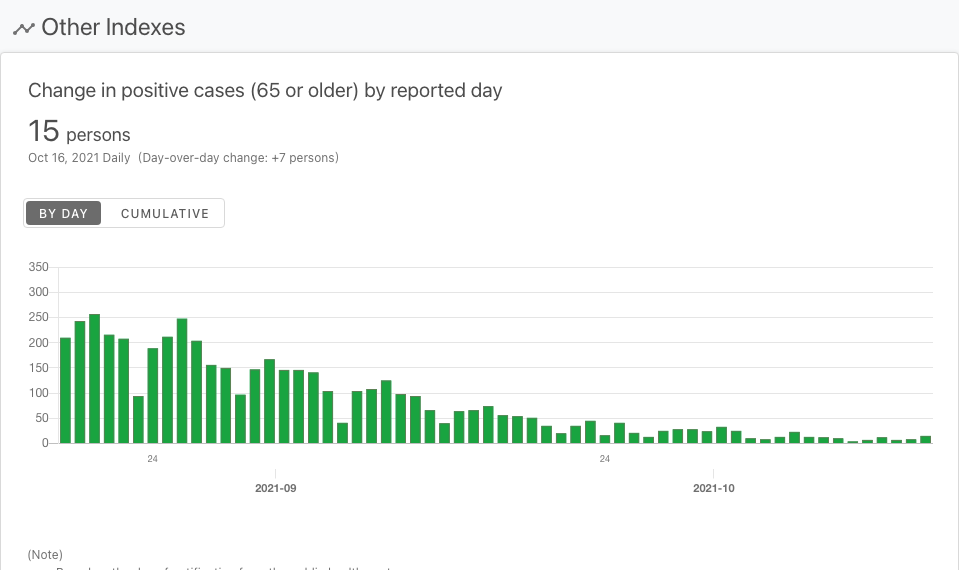 Other Indexes
Change in positive cases (65 or older) by reported day
15 persons
Oct 16, 2021 Daily (Day-over-day change: +7 persons)
BY DAY CUMULATIVE
350
300
250
200
150
100
50
0
24 24
2021-09 2021-10
(Note)